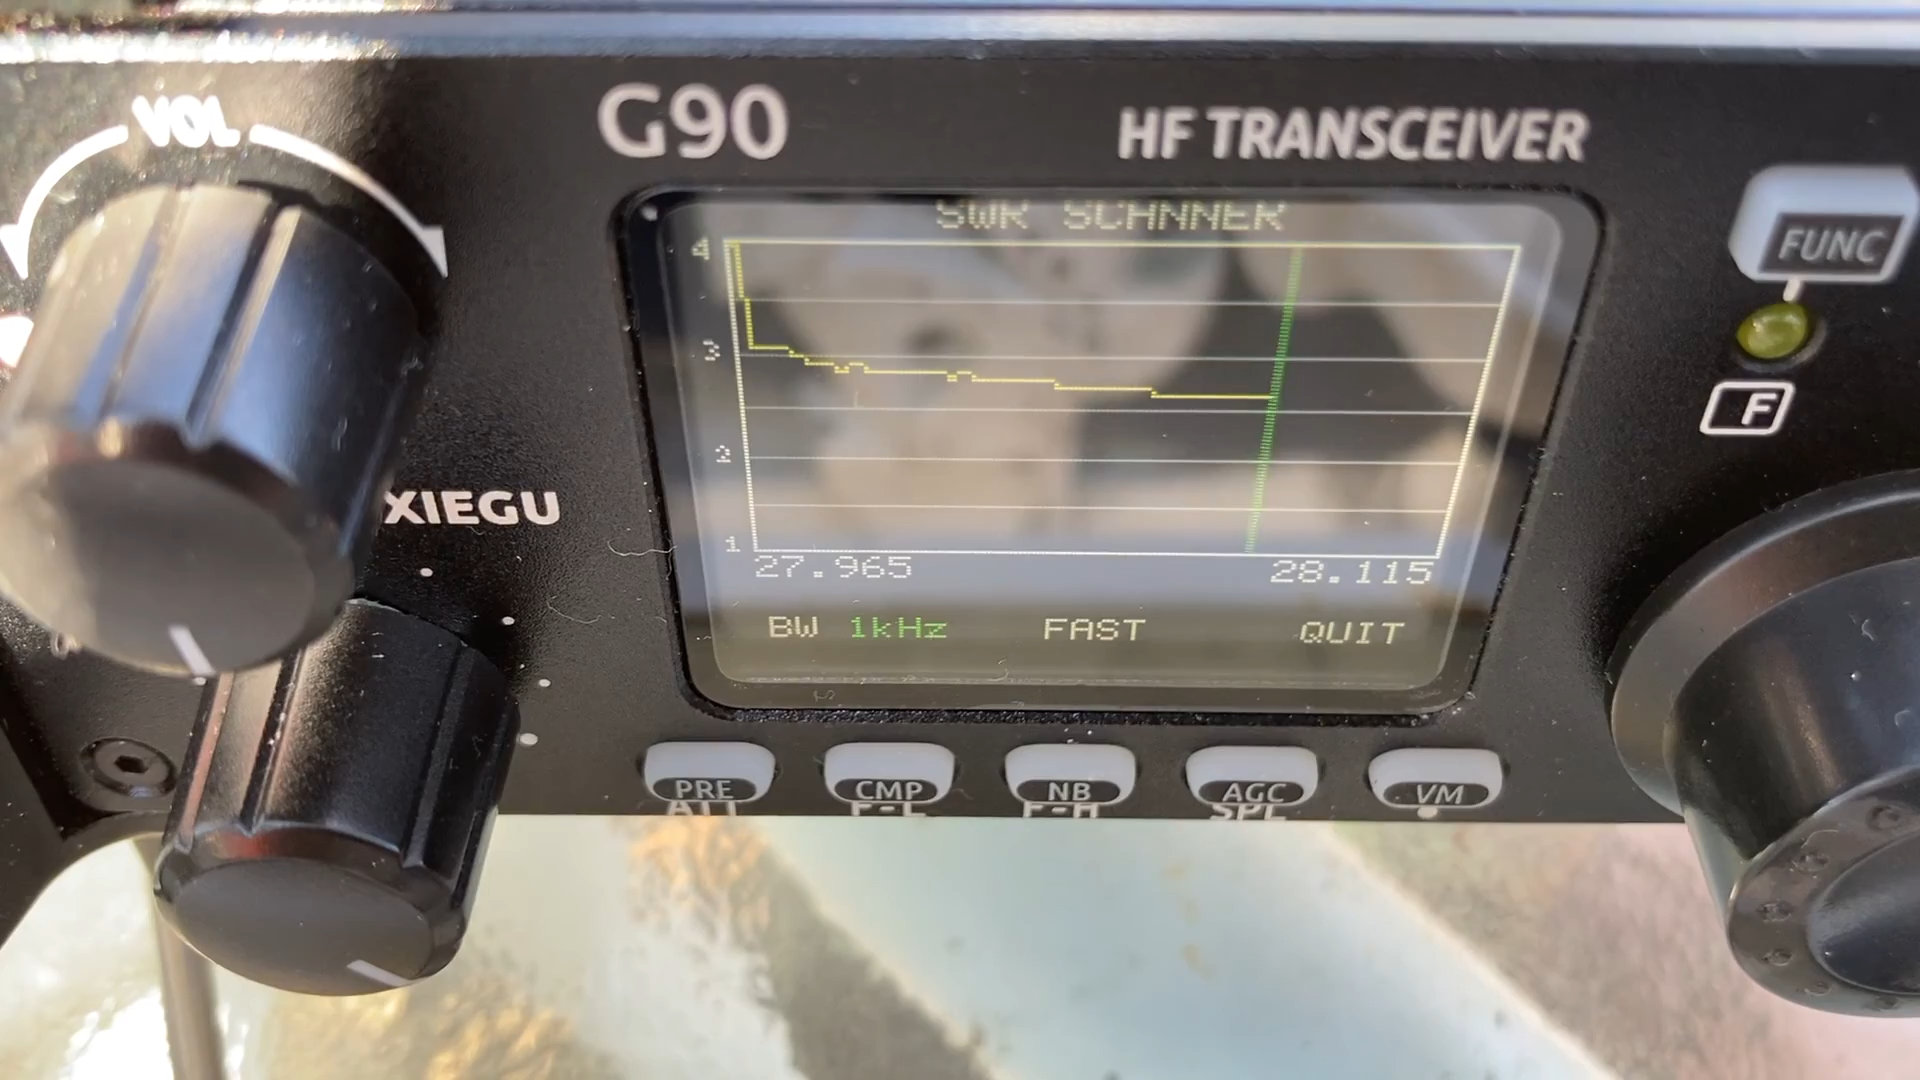 VOL
G90
HF TRANSCEIVER
FUNC
F
XIEGU
SWR SCANNER
4
3
2
1
27.965
28.115
BW 1kHz
FAST
QUIT
PRE
CMP
NB
AGC
VM
ATT
F-L
F-H
SPL